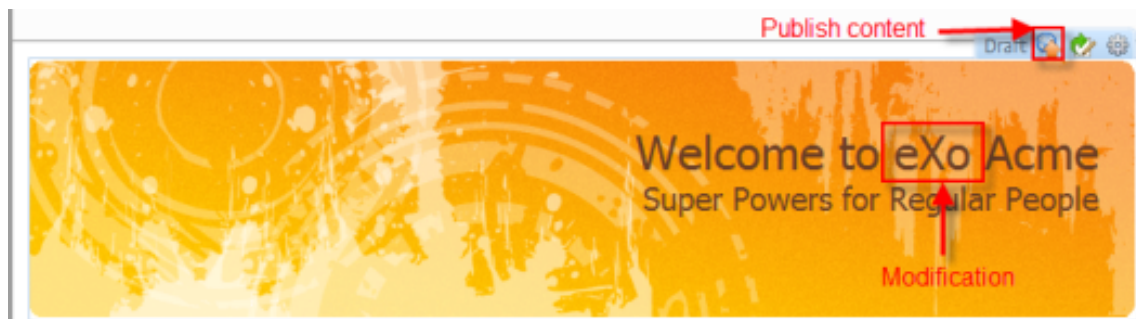 Publish content
Draft
Welcome to eXo Acme
Super Powers for Regular People
Modification